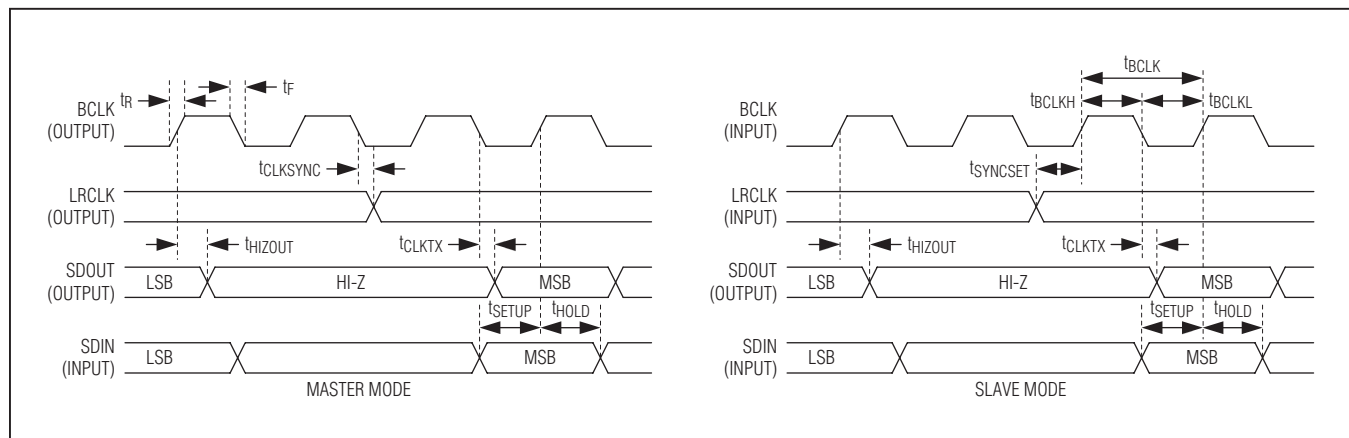 tR
tF
BCLK
(OUTPUT)
tCLKSYNC
LRCLK
(OUTPUT)
tHIZOUT
tCLKTX
SDOUT
(OUTPUT)
LSB
HI-Z
MSB
tSETUP
tHOLD
SDIN
(INPUT)
LSB
MSB
MASTER MODE
tBCLK
tBCLKH
tBCLKL
BCLK
(INPUT)
tSYNCSET
LRCLK
(INPUT)
tHIZOUT
tCLKTX
SDOUT
(OUTPUT)
LSB
HI-Z
MSB
tSETUP
tHOLD
SDIN
(INPUT)
LSB
MSB
SLAVE MODE